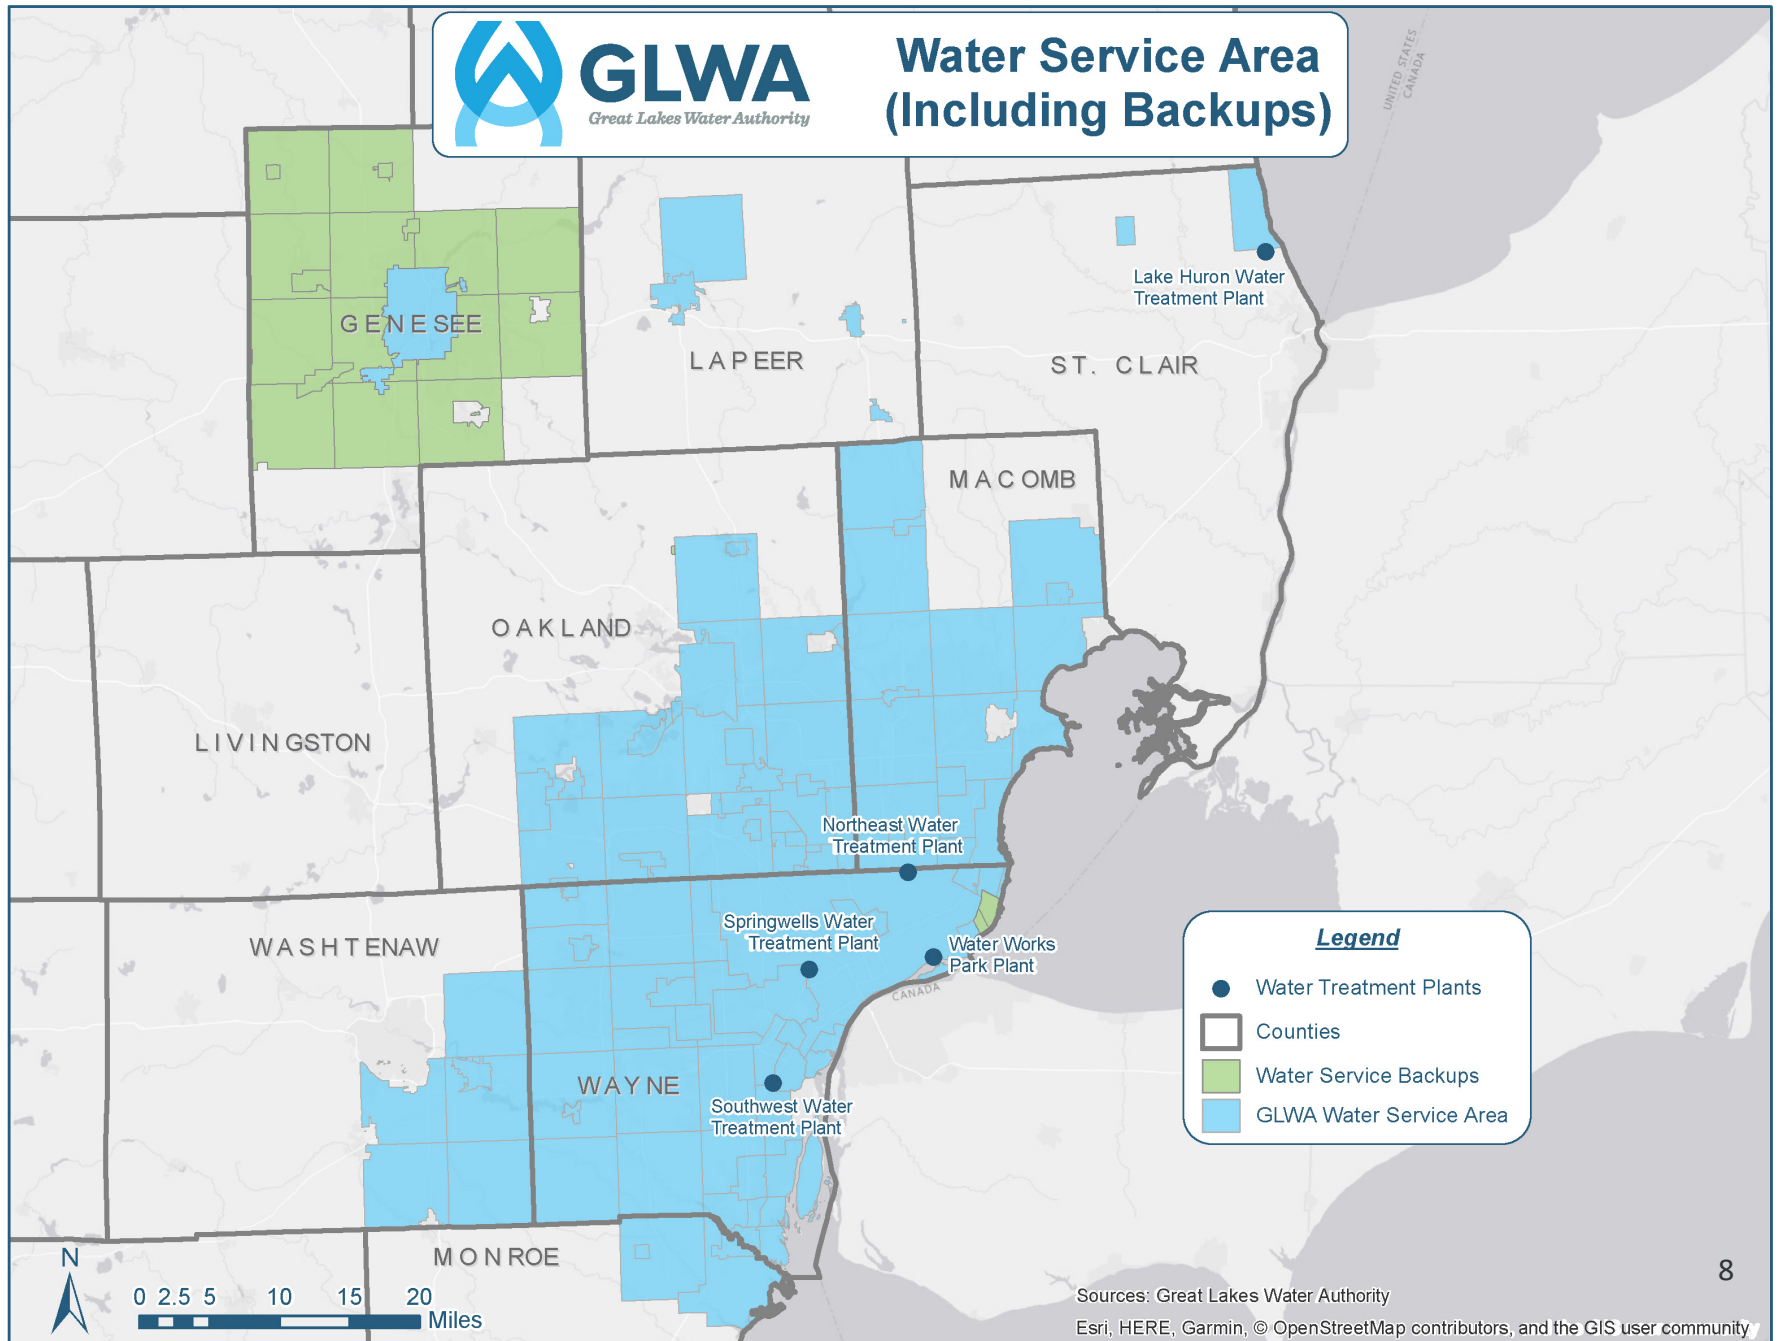 GLWA
Great Lakes Water Authority
Water Service Area
(Including Backups)
UNITED STATES
CANADA
Lake Huron Water
Treatment Plant
GENESEE
LAPEER
ST. CLAIR
MACOMB
OAKLAND
LIVINGSTON
Northeast Water
Treatment Plant
Springwells Water
Treatment Plant
WASHTENAW
Water Works
Park Plant
CANADA
WAYNE
Southwest Water
Treatment Plant
MONROE
Legend
Water Treatment Plants
Counties
Water Service Backups
GLWA Water Service Area
N
0 2.5 5 10 15 20
Miles
8
Sources: Great Lakes Water Authority
Esri, HERE, Garmin, © OpenStreetMap contributors, and the GIS user community